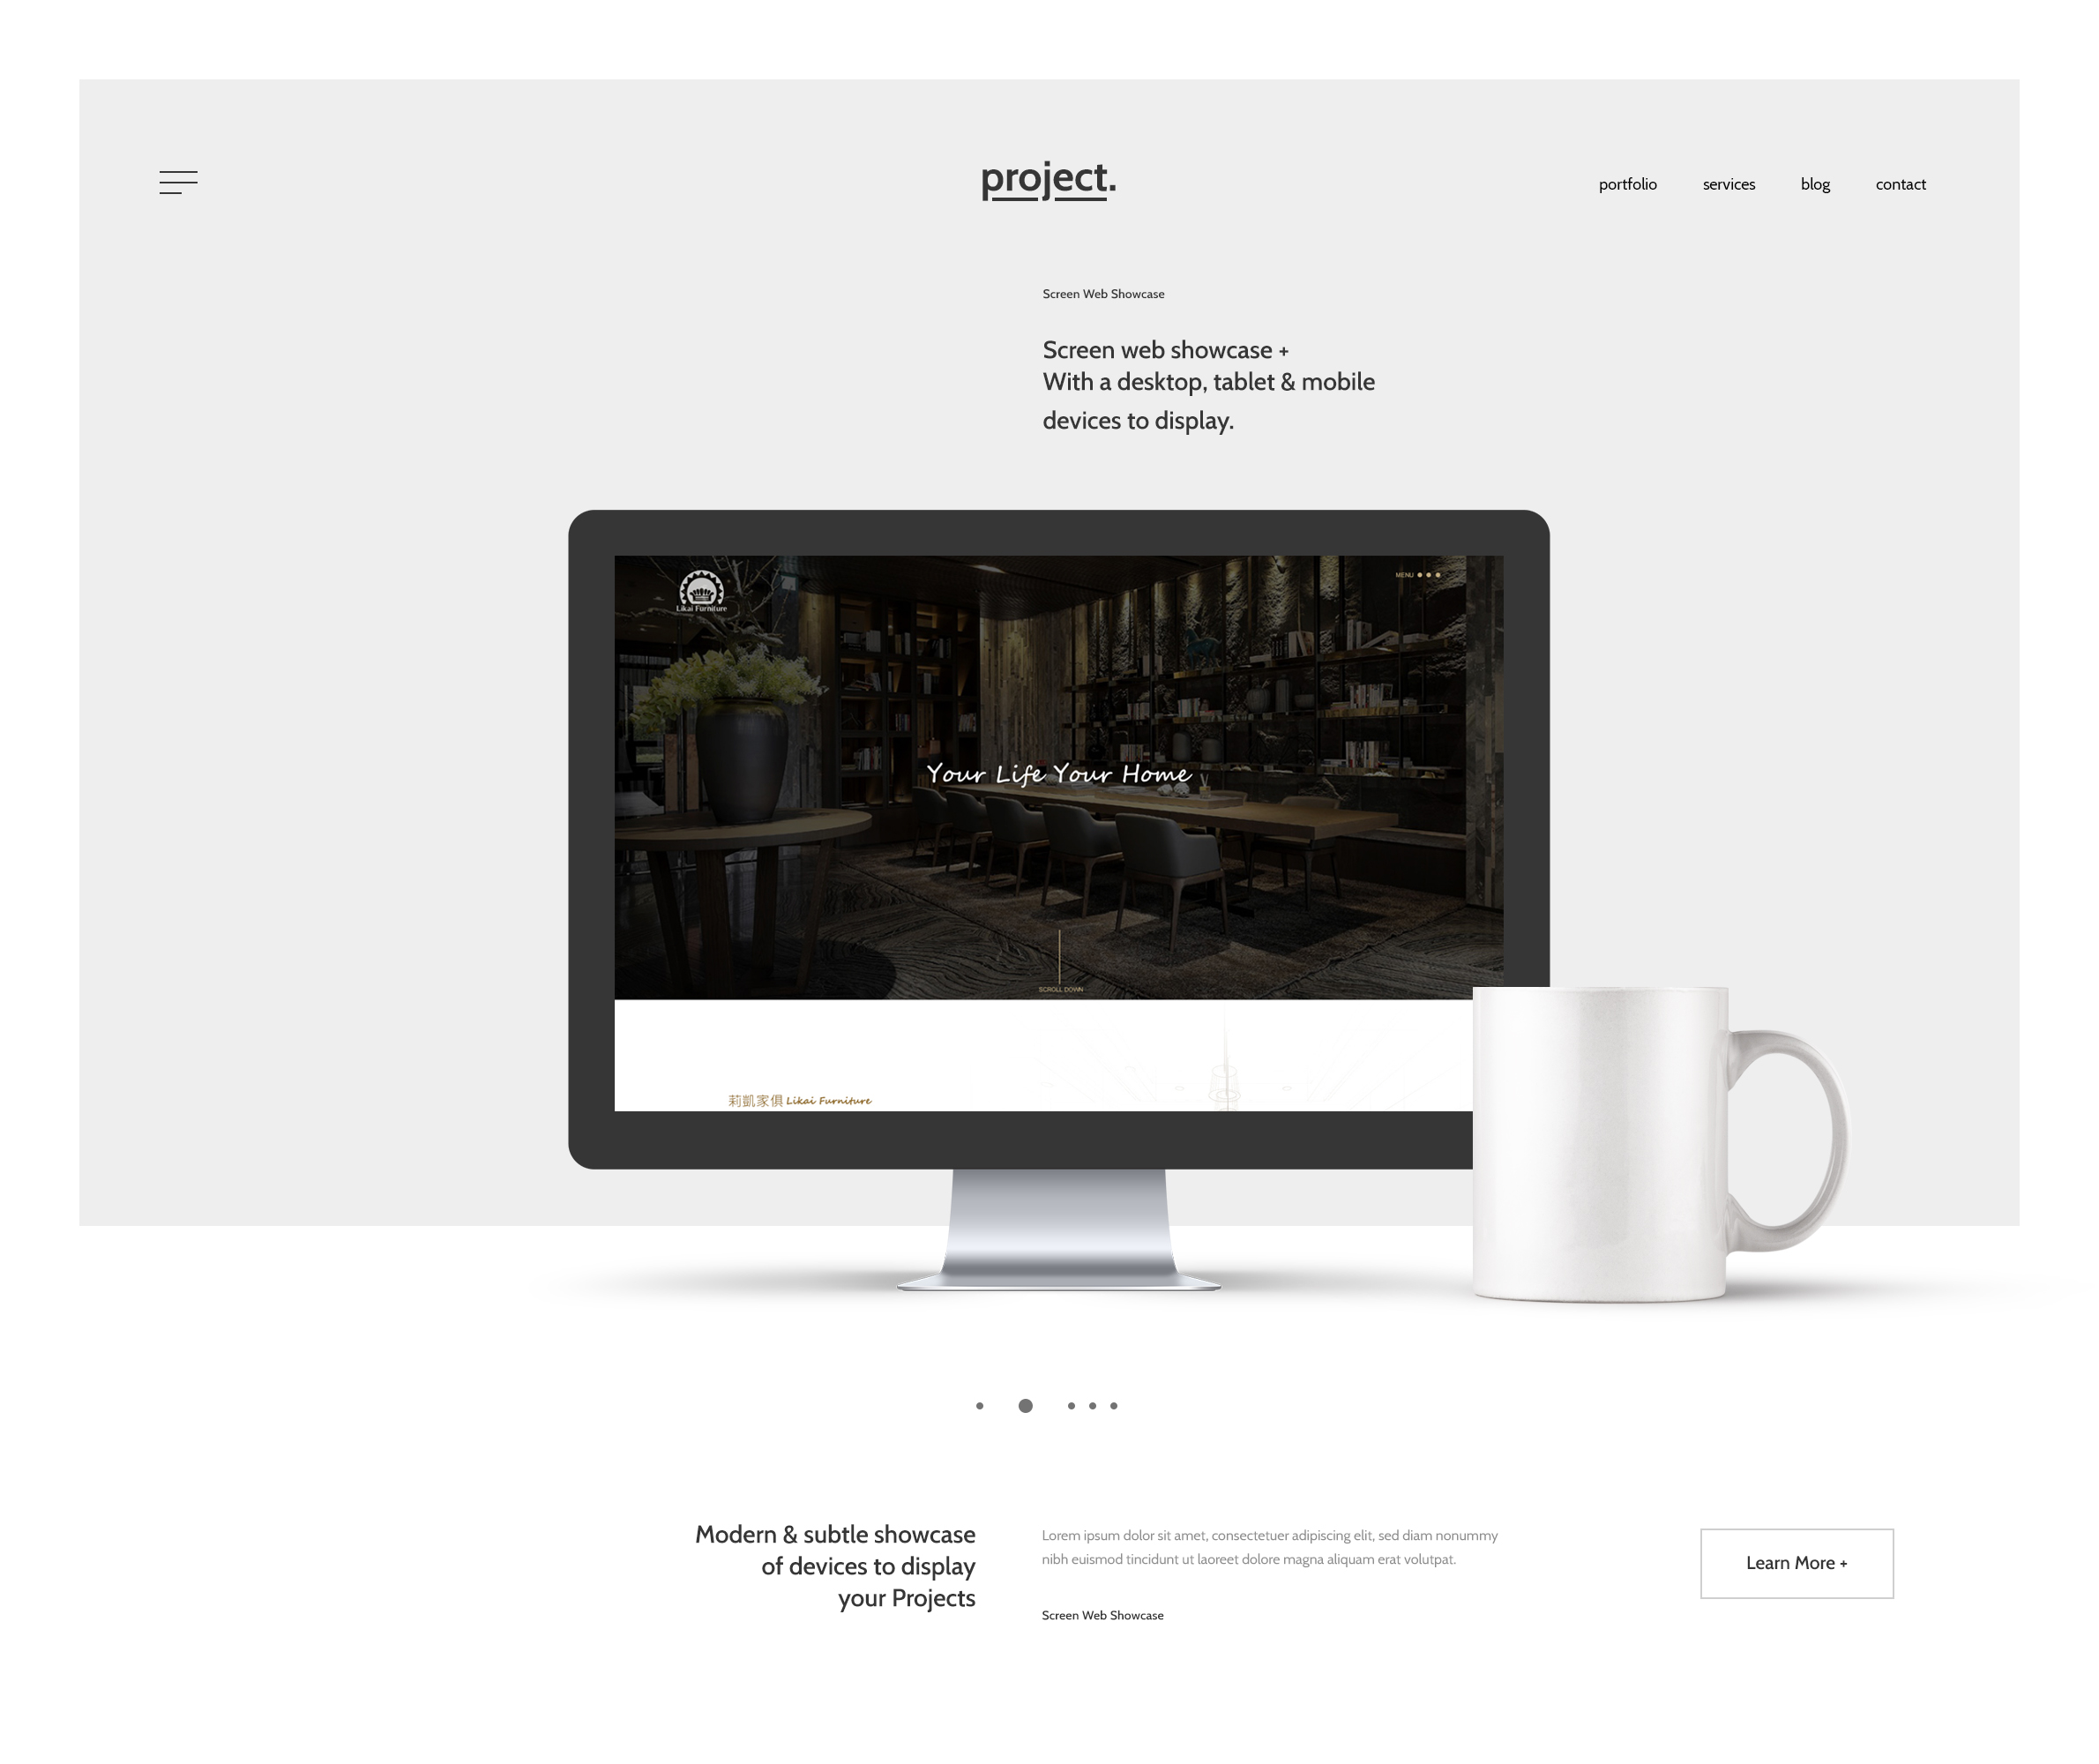 project.
portfolio services blog contact
Screen Web Showcase
Screen web showcase +
With a desktop, tablet & mobile
devices to display.
Likai Furniture
MENU
Your Life Your Home
SCROLL DOWN
莉凱家俱 Likai Furniture
Modern & subtle showcase
of devices to display
your Projects
Lorem ipsum dolor sit amet, consectetuer adipiscing elit, sed diam nonummy
nibh euismod tincidunt ut laoreet dolore magna aliquam erat volutpat.
Screen Web Showcase
Learn More +